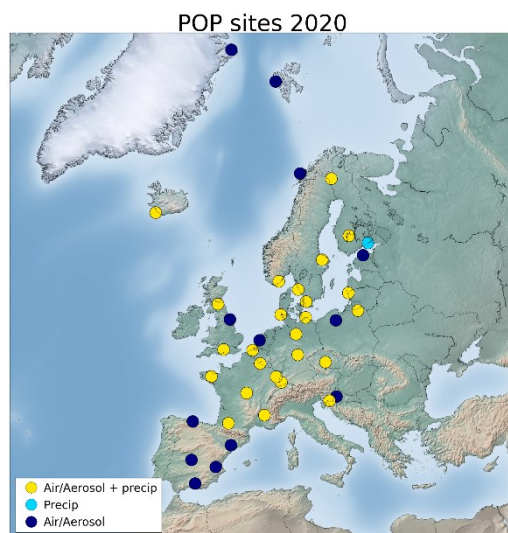 POP sites 2020
Air/Aerosol + precip
Precip
Air/Aerosol